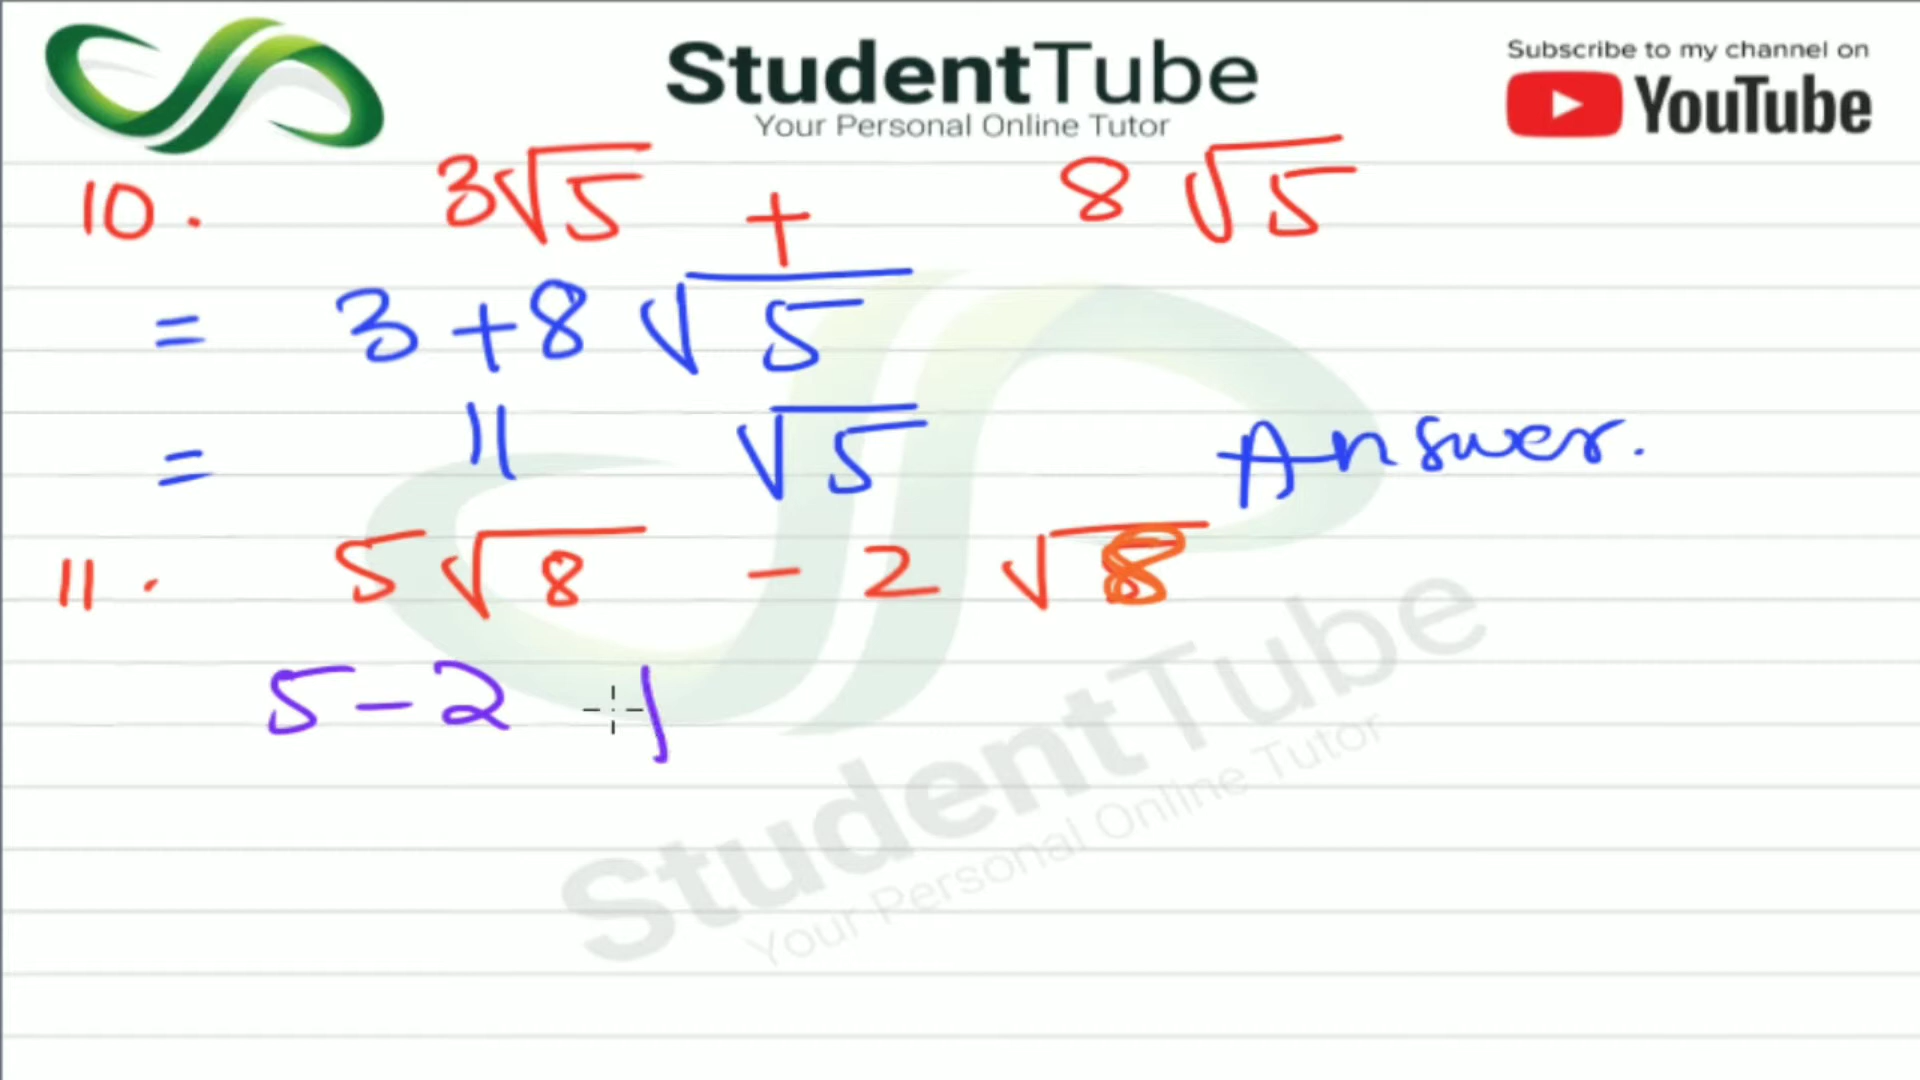 StudentTube
Your Personal Online Tutor
Subscribe to my channel on
YouTube
10. 3√5 + 8√5
= 3+8√5
= 11 √5 Answer.
11. 5√8 - 2√8
5-2
StudentTube
Your Personal Online Tutor